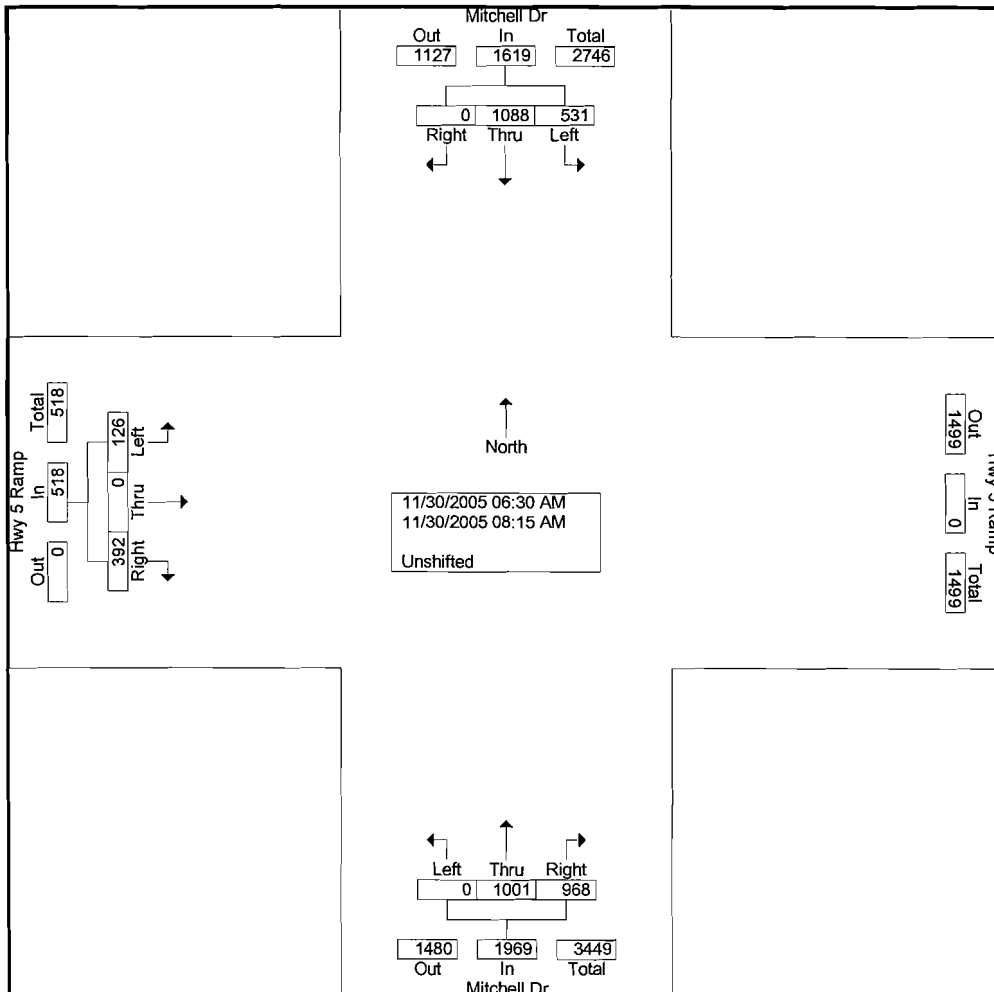 Mitchell Dr
Out In Total
1127 1619 2746
0 1088 531
Right Thru Left
Hwy 5 Ramp
Out In Total
0 518 518
392 0 126
Right Thru Left
North
11/30/2005 06:30 AM
11/30/2005 08:15 AM
Unshifted
Out In Total
1499 0 1499
Hwy 5 Ramp
Left Thru Right
0 1001 968
1480 1969 3449
Out In Total
Mitchell Dr